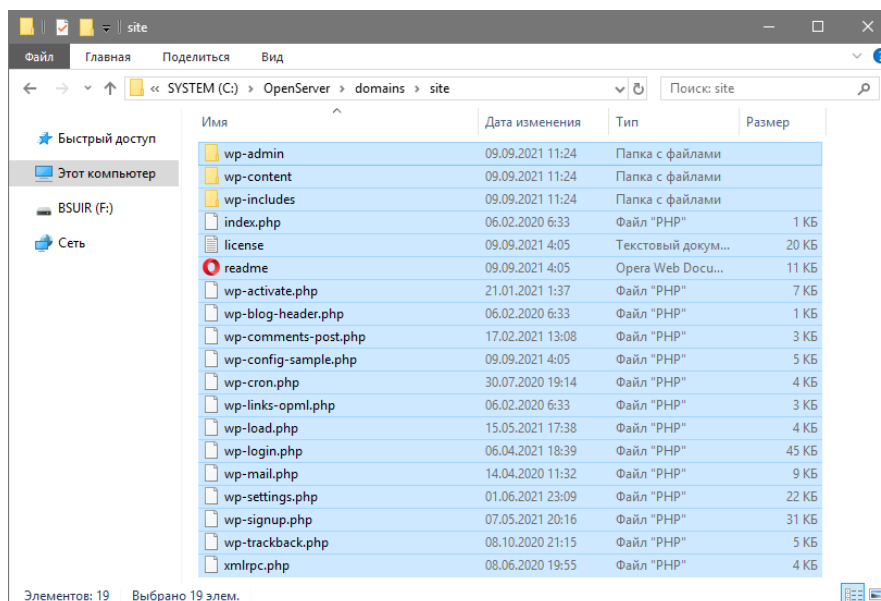 site
Файл Главная Поделиться Вид
« SYSTEM (C:) › OpenServer › domains › site Поиск: site
Имя Дата изменения Тип Размер
Быстрый доступ
Этот компьютер
BSUIR (F:)
Сеть
wp-admin 09.09.2021 11:24 Папка с файлами
wp-content 09.09.2021 11:24 Папка с файлами
wp-includes 09.09.2021 11:24 Папка с файлами
index.php 06.02.2020 6:33 Файл "PHP" 1 КБ
license 09.09.2021 4:05 Текстовый докум... 20 КБ
readme 09.09.2021 4:05 Opera Web Docu... 11 КБ
wp-activate.php 21.01.2021 1:37 Файл "PHP" 7 КБ
wp-blog-header.php 06.02.2020 6:33 Файл "PHP" 1 КБ
wp-comments-post.php 17.02.2021 13:08 Файл "PHP" 3 КБ
wp-config-sample.php 09.09.2021 4:05 Файл "PHP" 5 КБ
wp-cron.php 30.07.2020 19:14 Файл "PHP" 4 КБ
wp-links-opml.php 06.02.2020 6:33 Файл "PHP" 3 КБ
wp-load.php 15.05.2021 17:38 Файл "PHP" 4 КБ
wp-login.php 06.04.2021 18:39 Файл "PHP" 45 КБ
wp-mail.php 14.04.2020 11:32 Файл "PHP" 9 КБ
wp-settings.php 01.06.2021 23:09 Файл "PHP" 22 КБ
wp-signup.php 07.05.2021 20:16 Файл "PHP" 31 КБ
wp-trackback.php 08.10.2020 21:15 Файл "PHP" 5 КБ
xmlrpc.php 08.06.2020 19:55 Файл "PHP" 4 КБ
Элементов: 19 Выбрано 19 элем.